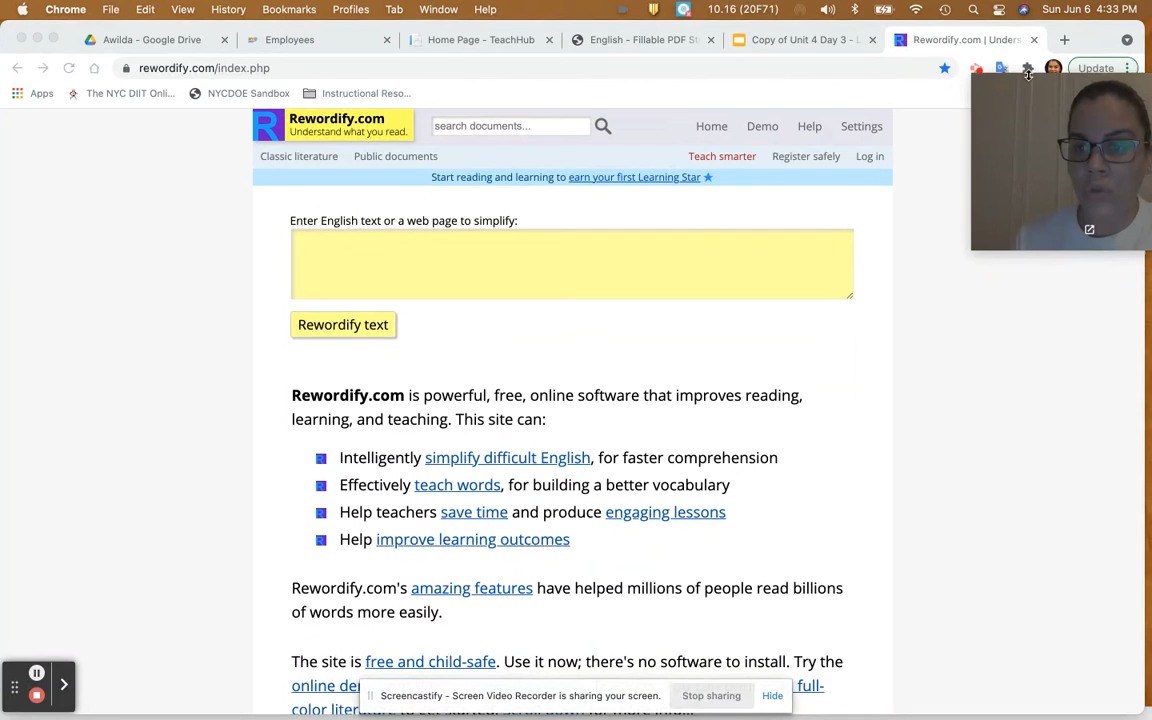 Chrome File Edit View History Bookmarks Profiles Tab Window Help 10.16 (20F71) Sun Jun 6 4:33 PM
Awilda - Google Drive Employees Home Page - TeachHub English - Fillable PDF St Copy of Unit 4 Day 3 - L Rewordify.com | Unders
rewordify.com/index.php Update
Apps The NYC DIIT Onli... NYCDOE Sandbox Instructional Reso...
R Rewordify.com
Understand what you read.
search documents... Home Demo Help Settings
Classic literature Public documents Teach smarter Register safely Log in
Start reading and learning to earn your first Learning Star
Enter English text or a web page to simplify:
Rewordify text
Rewordify.com is powerful, free, online software that improves reading,
learning, and teaching. This site can:
R Intelligently simplify difficult English, for faster comprehension
R Effectively teach words, for building a better vocabulary
R Help teachers save time and produce engaging lessons
R Help improve learning outcomes
Rewordify.com's amazing features have helped millions of people read billions
of words more easily.
The site is free and child-safe. Use it now; there's no software to install. Try the
online full-
Screencastify - Screen Video Recorder is sharing your screen. Stop sharing Hide